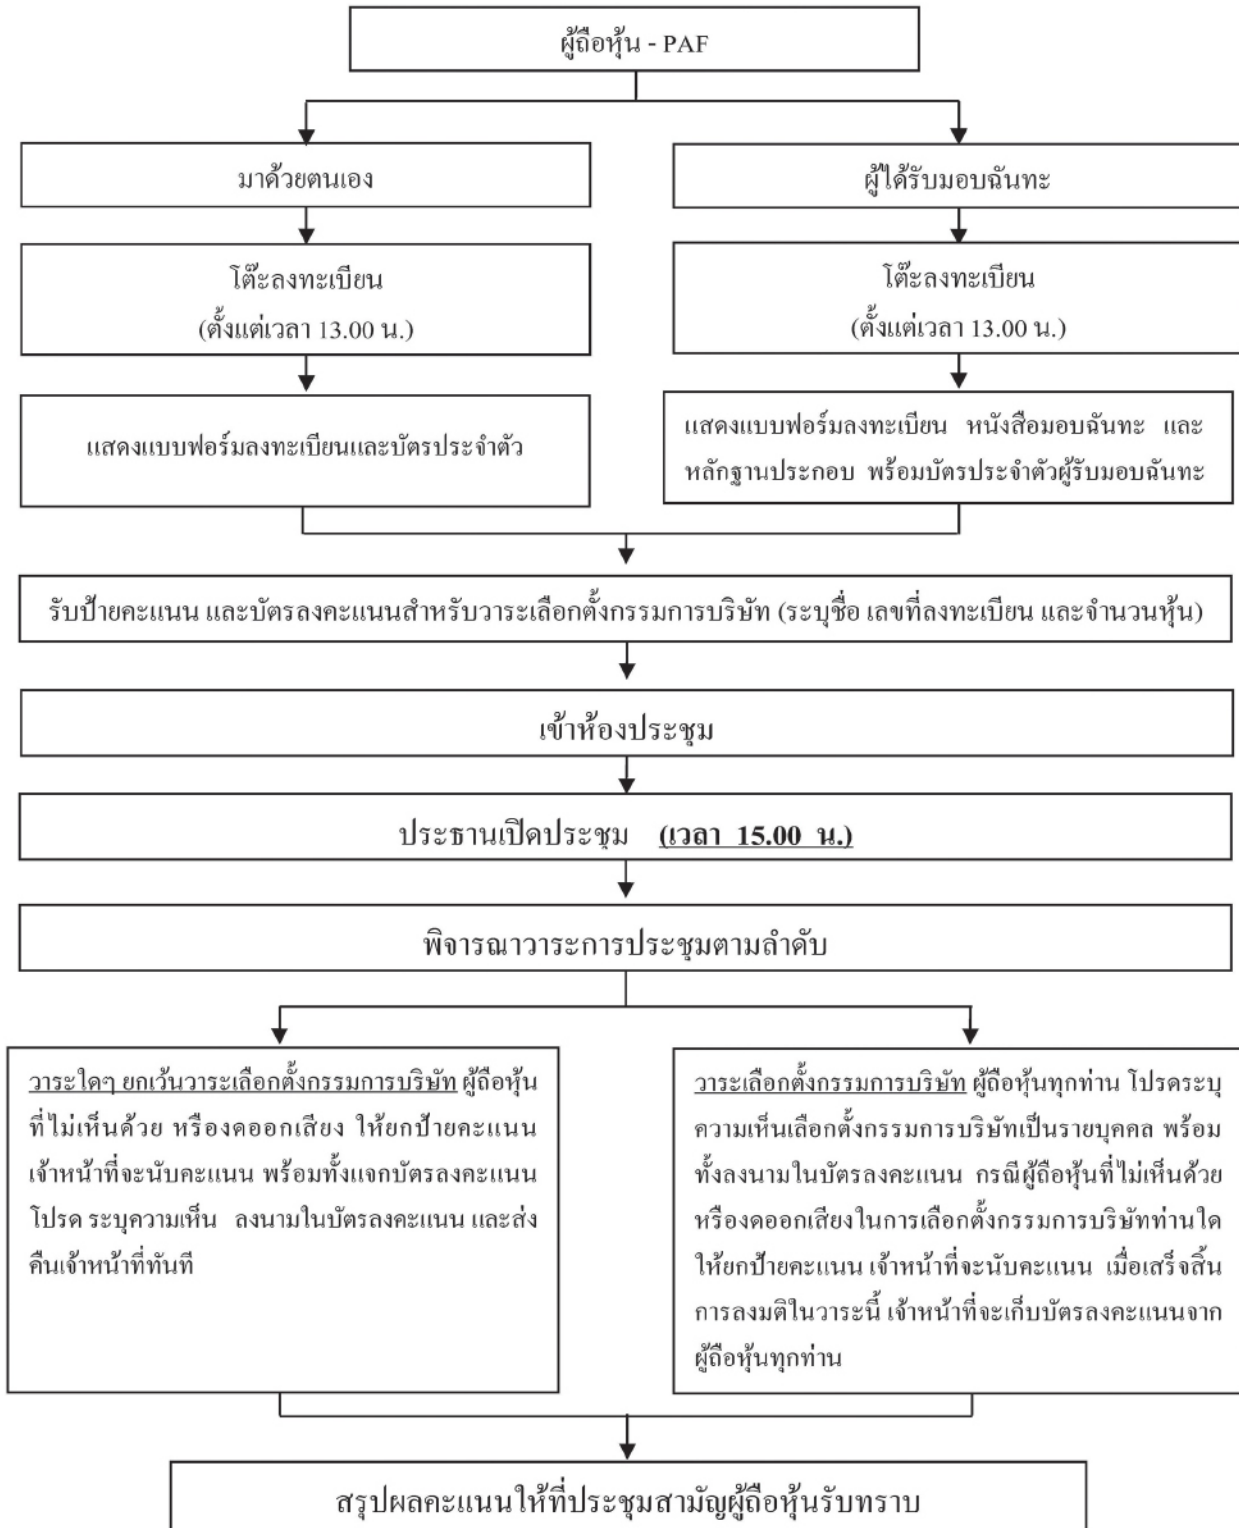 ผู้ถือหุ้น - PAF
มาด้วยตนเอง
ผู้ได้รับมอบฉันทะ
โต๊ะลงทะเบียน
(ตั้งแต่เวลา 13.00 น.)
โต๊ะลงทะเบียน
(ตั้งแต่เวลา 13.00 น.)
แสดงแบบฟอร์มลงทะเบียนและบัตรประจำตัว
แสดงแบบฟอร์มลงทะเบียน หนังสือมอบฉันทะ และ
หลักฐานประกอบ พร้อมบัตรประจำตัวผู้รับมอบฉันทะ
รับป้ายคะแนน และบัตรลงคะแนนสำหรับวาระเลือกตั้งกรรมการบริษัท (ระบุชื่อ เลขที่ลงทะเบียน และจำนวนหุ้น)
เข้าห้องประชุม
ประธานเปิดประชุม (เวลา 15.00 น.)
พิจารณาวาระการประชุมตามลำดับ
วาระใดๆ ยกเว้นวาระเลือกตั้งกรรมการบริษัท ผู้ถือหุ้น
ที่ไม่เห็นด้วย หรืองดออกเสียง ให้ยกป้ายคะแนน
เจ้าหน้าที่จะนับคะแนน พร้อมทั้งแจกบัตรลงคะแนน
โปรด ระบุความเห็น ลงนามในบัตรลงคะแนน และส่ง
คืนเจ้าหน้าที่ทันที
วาระเลือกตั้งกรรมการบริษัท ผู้ถือหุ้นทุกท่าน โปรดระบุ
ความเห็นเลือกตั้งกรรมการบริษัทเป็นรายบุคคล พร้อม
ทั้งลงนามในบัตรลงคะแนน กรณีผู้ถือหุ้นที่ไม่เห็นด้วย
หรืองดออกเสียงในการเลือกตั้งกรรมการบริษัทท่านใด
ให้ยกป้ายคะแนน เจ้าหน้าที่จะนับคะแนน เมื่อเสร็จสิ้น
การลงมติในวาระนี้ เจ้าหน้าที่จะเก็บบัตรลงคะแนนจาก
ผู้ถือหุ้นทุกท่าน
สรุปผลคะแนนให้ที่ประชุมสามัญผู้ถือหุ้นรับทราบ